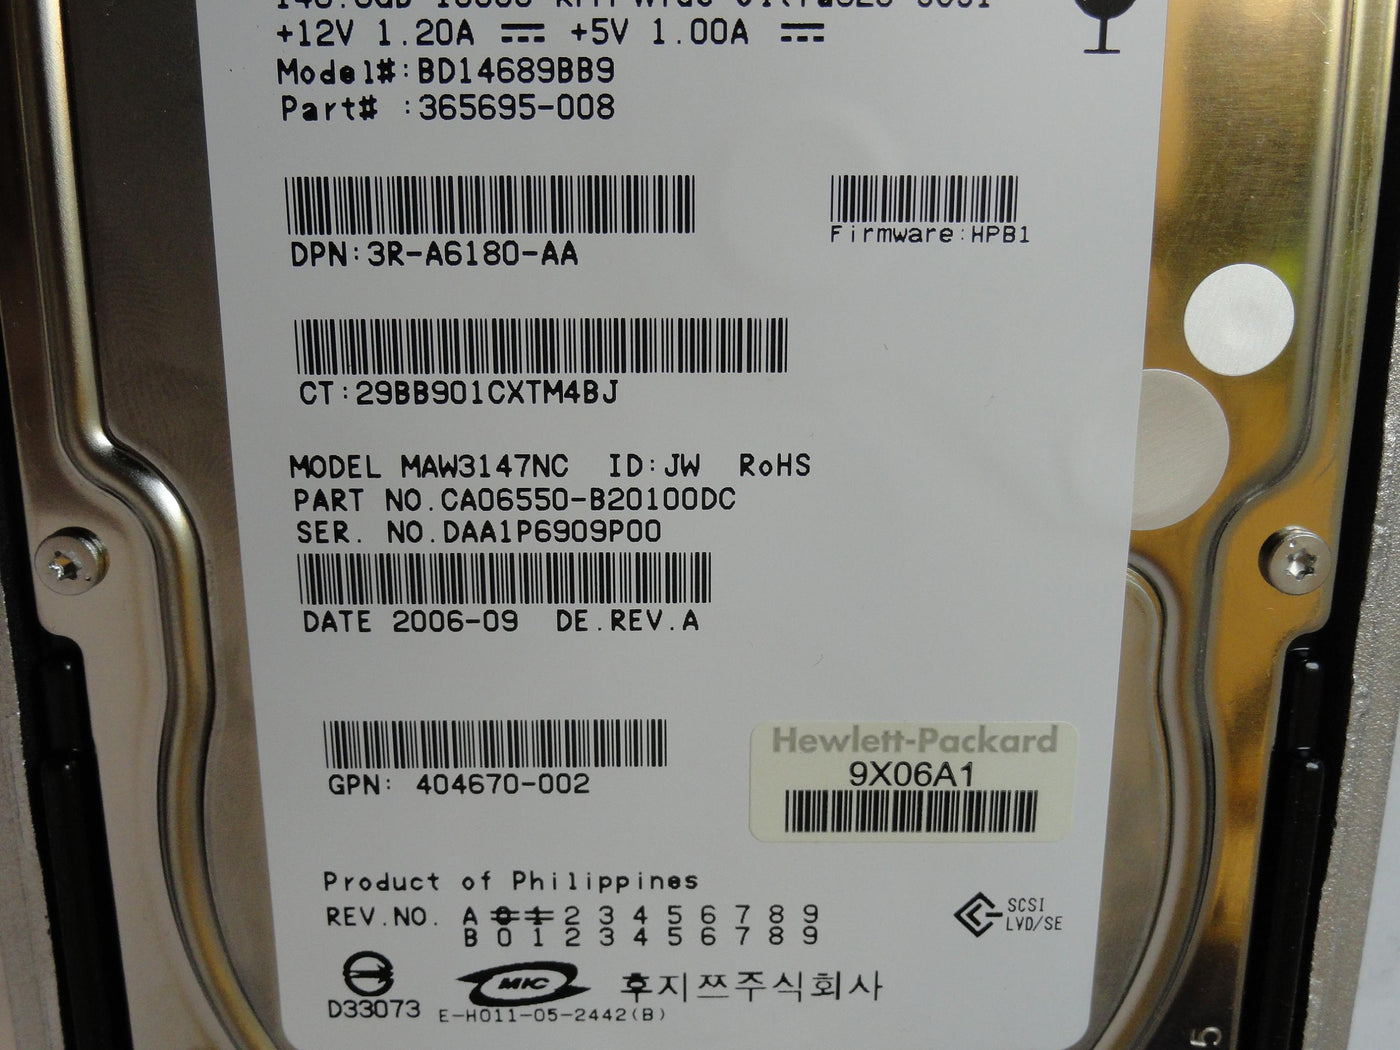 +12V 1.20A +5V 1.00A
Model#:BD14689BB9
Part# :365695-008
DPN:3R-A6180-AA
Firmware:HPB1
CT:29BB901CXTM4BJ
MODEL MAW3147NC ID:JW RoHS
PART NO.CA06550-B20100DC
SER. NO.DAA1P6909P00
DATE 2006-09 DE.REV.A
GPN: 404670-002
Hewlett-Packard
9X06A1
Product of Philippines
REV.NO. A 0 1 2 3 4 5 6 7 8 9
B 0 1 2 3 4 5 6 7 8 9
SCSI
LVD/SE
D33073
MIC
E-H011-05-2442(B)
후지쯔주식회사
5